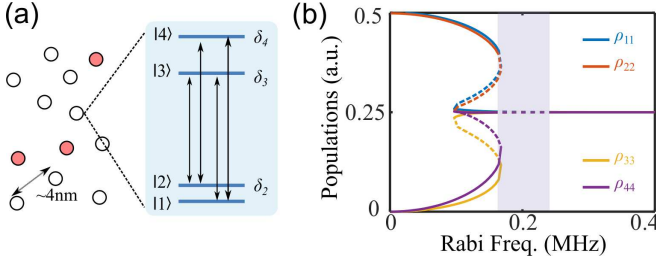 (a)
|4⟩
δ₄
|3⟩
δ₃
|2⟩
δ₂
|1⟩
~4nm
(b)
Populations (a.u.)
0.5
0.25
0
ρ₁₁
ρ₂₂
ρ₃₃
ρ₄₄
0
0.2
0.4
Rabi Freq. (MHz)